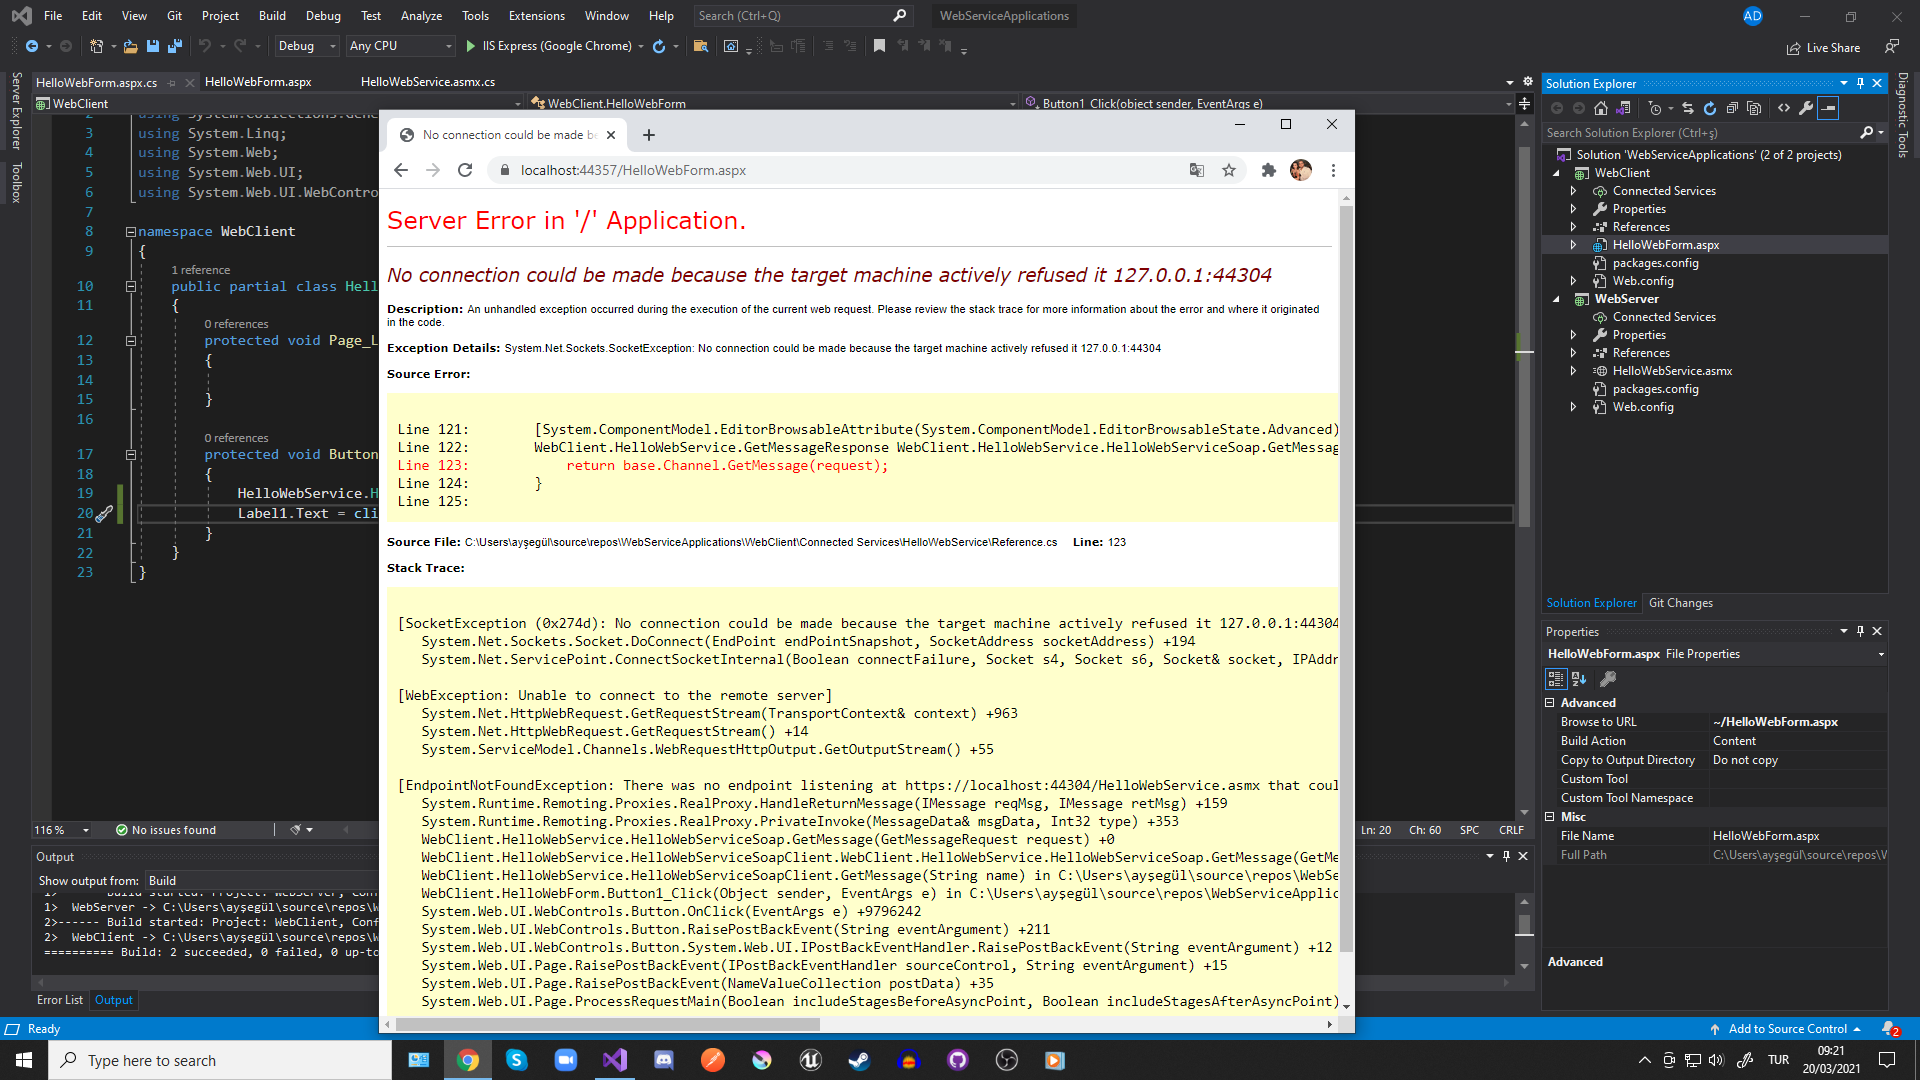 File Edit View Git Project Build Debug Test Analyze Tools Extensions Window Help Search (Ctrl+Q) WebServiceApplications AD
Debug Any CPU IIS Express (Google Chrome) Live Share
HelloWebForm.aspx.cs HelloWebForm.aspx HelloWebService.asmx.cs
WebClient WebClient.HelloWebForm Button1_Click(object sender, EventArgs e)
Server Explorer
Toolbox
2 using System.Collections.Gene
3 using System.Linq;
4 using System.Web;
5 using System.Web.UI;
6 using System.Web.UI.WebContro
7
8 namespace WebClient
9 {
1 reference
10 public partial class Hell
11 {
0 references
12 protected void Page_L
13 {
14
15 }
16
0 references
17 protected void Button
18 {
19 HelloWebService.H
20 Label1.Text = cli
21 }
22 }
23 }
116 % No issues found
Ln: 20 Ch: 60 SPC CRLF
Output
Show output from: Build
1>------ Build started: Project: WebServer, Conf
1> WebServer -> C:\Users\ayşegül\source\repos\W
2>------ Build started: Project: WebClient, Conf
2> WebClient -> C:\Users\ayşegül\source\repos\W
========== Build: 2 succeeded, 0 failed, 0 up-to
Error List Output
Ready
Add to Source Control 2
No connection could be made be
localhost:44357/HelloWebForm.aspx
Server Error in '/' Application.
No connection could be made because the target machine actively refused it 127.0.0.1:44304
Description: An unhandled exception occurred during the execution of the current web request. Please review the stack trace for more information about the error and where it originated
in the code.
Exception Details: System.Net.Sockets.SocketException: No connection could be made because the target machine actively refused it 127.0.0.1:44304
Source Error:
Line 121: [System.ComponentModel.EditorBrowsableAttribute(System.ComponentModel.EditorBrowsableState.Advanced)
Line 122: WebClient.HelloWebService.GetMessageResponse WebClient.HelloWebService.HelloWebServiceSoap.GetMessag
Line 123: return base.Channel.GetMessage(request);
Line 124: }
Line 125:
Source File: C:\Users\ayşegül\source\repos\WebServiceApplications\WebClient\Connected Services\HelloWebService\Reference.cs Line: 123
Stack Trace:
[SocketException (0x274d): No connection could be made because the target machine actively refused it 127.0.0.1:44304
System.Net.Sockets.Socket.DoConnect(EndPoint endPointSnapshot, SocketAddress socketAddress) +194
System.Net.ServicePoint.ConnectSocketInternal(Boolean connectFailure, Socket s4, Socket s6, Socket& socket, IPAddr
[WebException: Unable to connect to the remote server]
System.Net.HttpWebRequest.GetRequestStream(TransportContext& context) +963
System.Net.HttpWebRequest.GetRequestStream() +14
System.ServiceModel.Channels.WebRequestHttpOutput.GetOutputStream() +55
[EndpointNotFoundException: There was no endpoint listening at https://localhost:44304/HelloWebService.asmx that coul
System.Runtime.Remoting.Proxies.RealProxy.HandleReturnMessage(IMessage reqMsg, IMessage retMsg) +159
System.Runtime.Remoting.Proxies.RealProxy.PrivateInvoke(MessageData& msgData, Int32 type) +353
WebClient.HelloWebService.HelloWebServiceSoap.GetMessage(GetMessageRequest request) +0
WebClient.HelloWebService.HelloWebServiceSoapClient.WebClient.HelloWebService.HelloWebServiceSoap.GetMessage(GetMe
WebClient.HelloWebService.HelloWebServiceSoapClient.GetMessage(String name) in C:\Users\ayşegül\source\repos\WebSe
WebClient.HelloWebForm.Button1_Click(Object sender, EventArgs e) in C:\Users\ayşegül\source\repos\WebServiceApplic
System.Web.UI.WebControls.Button.OnClick(EventArgs e) +9796242
System.Web.UI.WebControls.Button.RaisePostBackEvent(String eventArgument) +211
System.Web.UI.WebControls.Button.System.Web.UI.IPostBackEventHandler.RaisePostBackEvent(String eventArgument) +12
System.Web.UI.Page.RaisePostBackEvent(IPostBackEventHandler sourceControl, String eventArgument) +15
System.Web.UI.Page.RaisePostBackEvent(NameValueCollection postData) +35
System.Web.UI.Page.ProcessRequestMain(Boolean includeStagesBeforeAsyncPoint, Boolean includeStagesAfterAsyncPoint)
Solution Explorer
Search Solution Explorer (Ctrl+ş)
Solution 'WebServiceApplications' (2 of 2 projects)
WebClient
Connected Services
Properties
References
HelloWebForm.aspx
packages.config
Web.config
WebServer
Connected Services
Properties
References
HelloWebService.asmx
packages.config
Web.config
Solution Explorer Git Changes
Properties
HelloWebForm.aspx File Properties
Advanced
Browse to URL ~/HelloWebForm.aspx
Build Action Content
Copy to Output Directory Do not copy
Custom Tool
Custom Tool Namespace
Misc
File Name HelloWebForm.aspx
Full Path C:\Users\ayşegül\source\repos\W
Advanced
Diagnostic Tools
Type here to search
TUR 09:21
20/03/2021